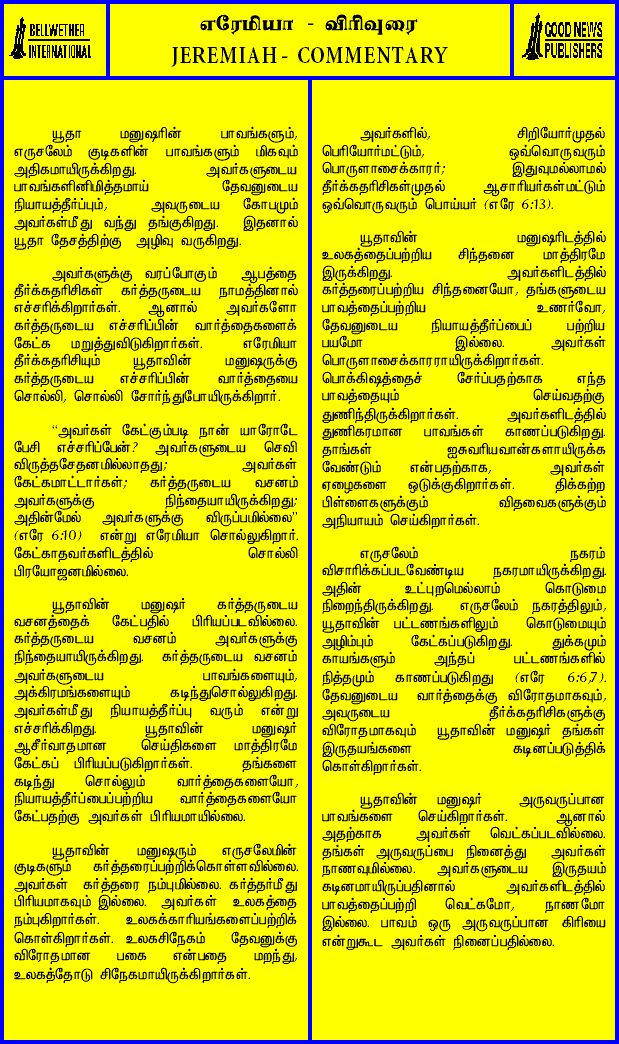 BELLWETHER
INTERNATIONAL
எரேமியா - விரிவுரை
JEREMIAH - COMMENTARY
GOOD NEWS
PUBLISHERS
யூதா மனுஷரின் பாவங்களும்,
எருசலேம் குடிகளின் பாவங்களும் மிகவும்
அதிகமாயிருக்கிறது. அவர்களுடைய
பாவங்களினிமித்தமாய் தேவனுடைய
நியாயத்தீர்ப்பும், அவருடைய கோபமும்
அவர்கள்மீது வந்து தங்குகிறது. இதனால்
யூதா தேசத்திற்கு அழிவு வருகிறது.
அவர்களுக்கு வரப்போகும் ஆபத்தை
தீர்க்கதரிசிகள் கர்த்தருடைய நாமத்தினால்
எச்சரிக்கிறார்கள். ஆனால் அவர்களோ
கர்த்தருடைய எச்சரிப்பின் வார்த்தைகளைக்
கேட்க மறுத்துவிடுகிறார்கள். எரேமியா
தீர்க்கதரிசியும் யூதாவின் மனுஷருக்கு
கர்த்தருடைய எச்சரிப்பின் வார்த்தையை
சொல்லி, சொல்லி சோர்ந்துபோயிருக்கிறார்.
“அவர்கள் கேட்கும்படி நான் யாரோடே
பேசி எச்சரிப்பேன்? அவர்களுடைய செவி
விருத்தசேதனமில்லாதது; அவர்கள்
கேட்கமாட்டார்கள்; கர்த்தருடைய வசனம்
அவர்களுக்கு நிந்தையாயிருக்கிறது;
அதின்மேல் அவர்களுக்கு விருப்பமில்லை”
(எரே 6:10) என்று எரேமியா சொல்லுகிறார்.
கேட்காதவர்களிடத்தில் சொல்லி
பிரயோஜனமில்லை.
யூதாவின் மனுஷர் கர்த்தருடைய
வசனத்தைக் கேட்பதில் பிரியப்படவில்லை.
கர்த்தருடைய வசனம் அவர்களுக்கு
நிந்தையாயிருக்கிறது. கர்த்தருடைய வசனம்
அவர்களுடைய பாவங்களையும்,
அக்கிரமங்களையும் கடிந்துசொல்லுகிறது.
அவர்கள்மீது நியாயத்தீர்ப்பு வரும் என்று
எச்சரிக்கிறது. யூதாவின் மனுஷர்
ஆசீர்வாதமான செய்திகளை மாத்திரமே
கேட்கப் பிரியப்படுகிறார்கள். தங்களை
கடிந்து சொல்லும் வார்த்தைகளையோ,
நியாயத்தீர்ப்பைப்பற்றிய வார்த்தைகளையோ
கேட்பதற்கு அவர்கள் பிரியமாயில்லை.
யூதாவின் மனுஷரும் எருசலேமின்
குடிகளும் கர்த்தரைப்பற்றிக்கொள்ளவில்லை.
அவர்கள் கர்த்தரை நம்புமில்லை. கர்த்தர்மீது
பிரியமாகவும் இல்லை. அவர்கள் உலகத்தை
நம்புகிறார்கள். உலகக்காரியங்களைப்பற்றிக்
கொள்கிறார்கள். உலகசிநேகம் தேவனுக்கு
விரோதமான பகை என்பதை மறந்து,
உலகத்தோடு சிநேகமாயிருக்கிறார்கள்.
அவர்களில், சிறியோர்முதல்
பெரியோர்மட்டும், ஒவ்வொருவரும்
பொருளாசைக்காரர்; இதுவுமல்லாமல்
தீர்க்கதரிசிகள்முதல் ஆசாரியர்கள்மட்டும்
ஒவ்வொருவரும் பொய்யர் (எரே 6:13).
யூதாவின் மனுஷரிடத்தில்
உலகத்தைப்பற்றிய சிந்தனை மாத்திரமே
இருக்கிறது. அவர்களிடத்தில்
கர்த்தரைப்பற்றிய சிந்தனையோ, தங்களுடைய
பாவத்தைப்பற்றிய உணர்வோ,
தேவனுடைய நியாயத்தீர்ப்பைப் பற்றிய
பயமோ இல்லை. அவர்கள்
பொருளாசைக்காரராயிருக்கிறார்கள்.
பொக்கிஷத்தைச் சேர்ப்பதற்காக எந்த
பாவத்தையும் செய்வதற்கு
துணிந்திருக்கிறார்கள். அவர்களிடத்தில்
துணிகரமான பாவங்கள் காணப்படுகிறது.
தாங்கள் ஐசுவரியவான்களாயிருக்க
வேண்டும் என்பதற்காக, அவர்கள்
ஏழைகளை ஒடுக்குகிறார்கள். திக்கற்ற
பிள்ளைகளுக்கும் விதவைகளுக்கும்
அநியாயம் செய்கிறார்கள்.
எருசலேம் நகரம்
விசாரிக்கப்படவேண்டிய நகரமாயிருக்கிறது.
அதின் உட்புறமெல்லாம் கொடுமை
நிறைந்திருக்கிறது. எருசலேம் நகரத்திலும்,
யூதாவின் பட்டணங்களிலும் கொடுமையும்
அழிம்பும் கேட்கப்படுகிறது. துக்கமும்
காயங்களும் அந்தப் பட்டணங்களில்
நித்தமும் காணப்படுகிறது (எரே 6:6,7).
தேவனுடைய வார்த்தைக்கு விரோதமாகவும்,
அவருடைய தீர்க்கதரிசிகளுக்கு
விரோதமாகவும் யூதாவின் மனுஷர் தங்கள்
இருதயங்களை கடினப்படுத்திக்
கொள்கிறார்கள்.
யூதாவின் மனுஷர் அருவருப்பான
பாவங்களை செய்கிறார்கள். ஆனால்
அதற்காக அவர்கள் வெட்கப்படவில்லை.
தங்கள் அருவருப்பை நினைத்து அவர்கள்
நாணவுமில்லை. அவர்களுடைய இருதயம்
கடினமாயிருப்பதினால் அவர்களிடத்தில்
பாவத்தைப்பற்றி வெட்கமோ, நாணமோ
இல்லை. பாவம் ஒரு அருவருப்பான கிரியை
என்றுகூட அவர்கள் நினைப்பதில்லை.